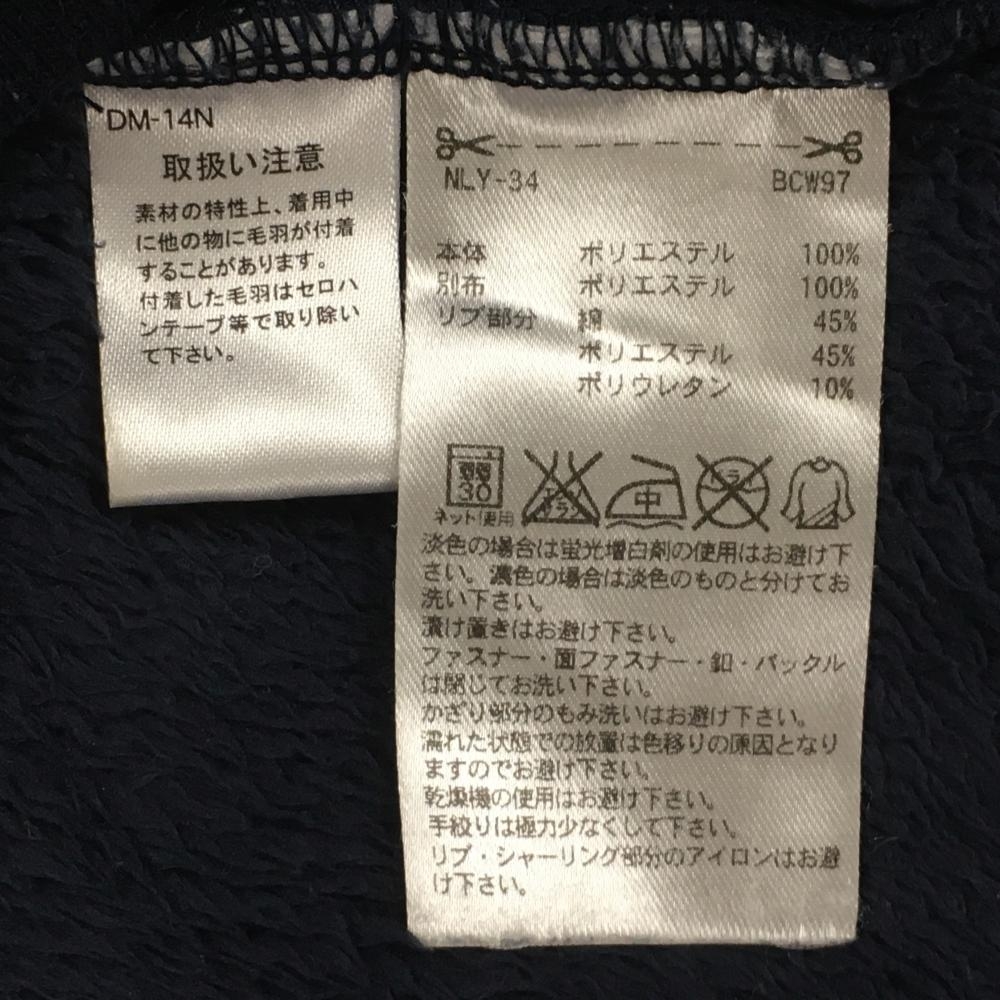 DM-14N
取扱い注意
素材の特性上、着用中
に他の物に毛羽が付着
することがあります。
付着した毛羽はセロハ
ンテープ等で取り除い
て下さい。
NLY-34 BCW97
本体 ポリエステル 100%
別布 ポリエステル 100%
リブ部分 綿 45%
ポリエステル 45%
ポリウレタン 10%
弱 30 エンソ サラシ 中 ドライ
ネット使用
淡色の場合は蛍光増白剤の使用はお避け下
さい。濃色の場合は淡色のものと分けてお
洗い下さい。
漬け置きはお避け下さい。
ファスナー・面ファスナー・釦・バックル
は閉じてお洗い下さい。
かざり部分のもみ洗いはお避け下さい。
濡れた状態での放置は色移りの原因となり
ますのでお避け下さい。
乾燥機の使用はお避け下さい。
手絞りは極力少なくして下さい。
リブ・シャーリング部分のアイロンはお避
け下さい。